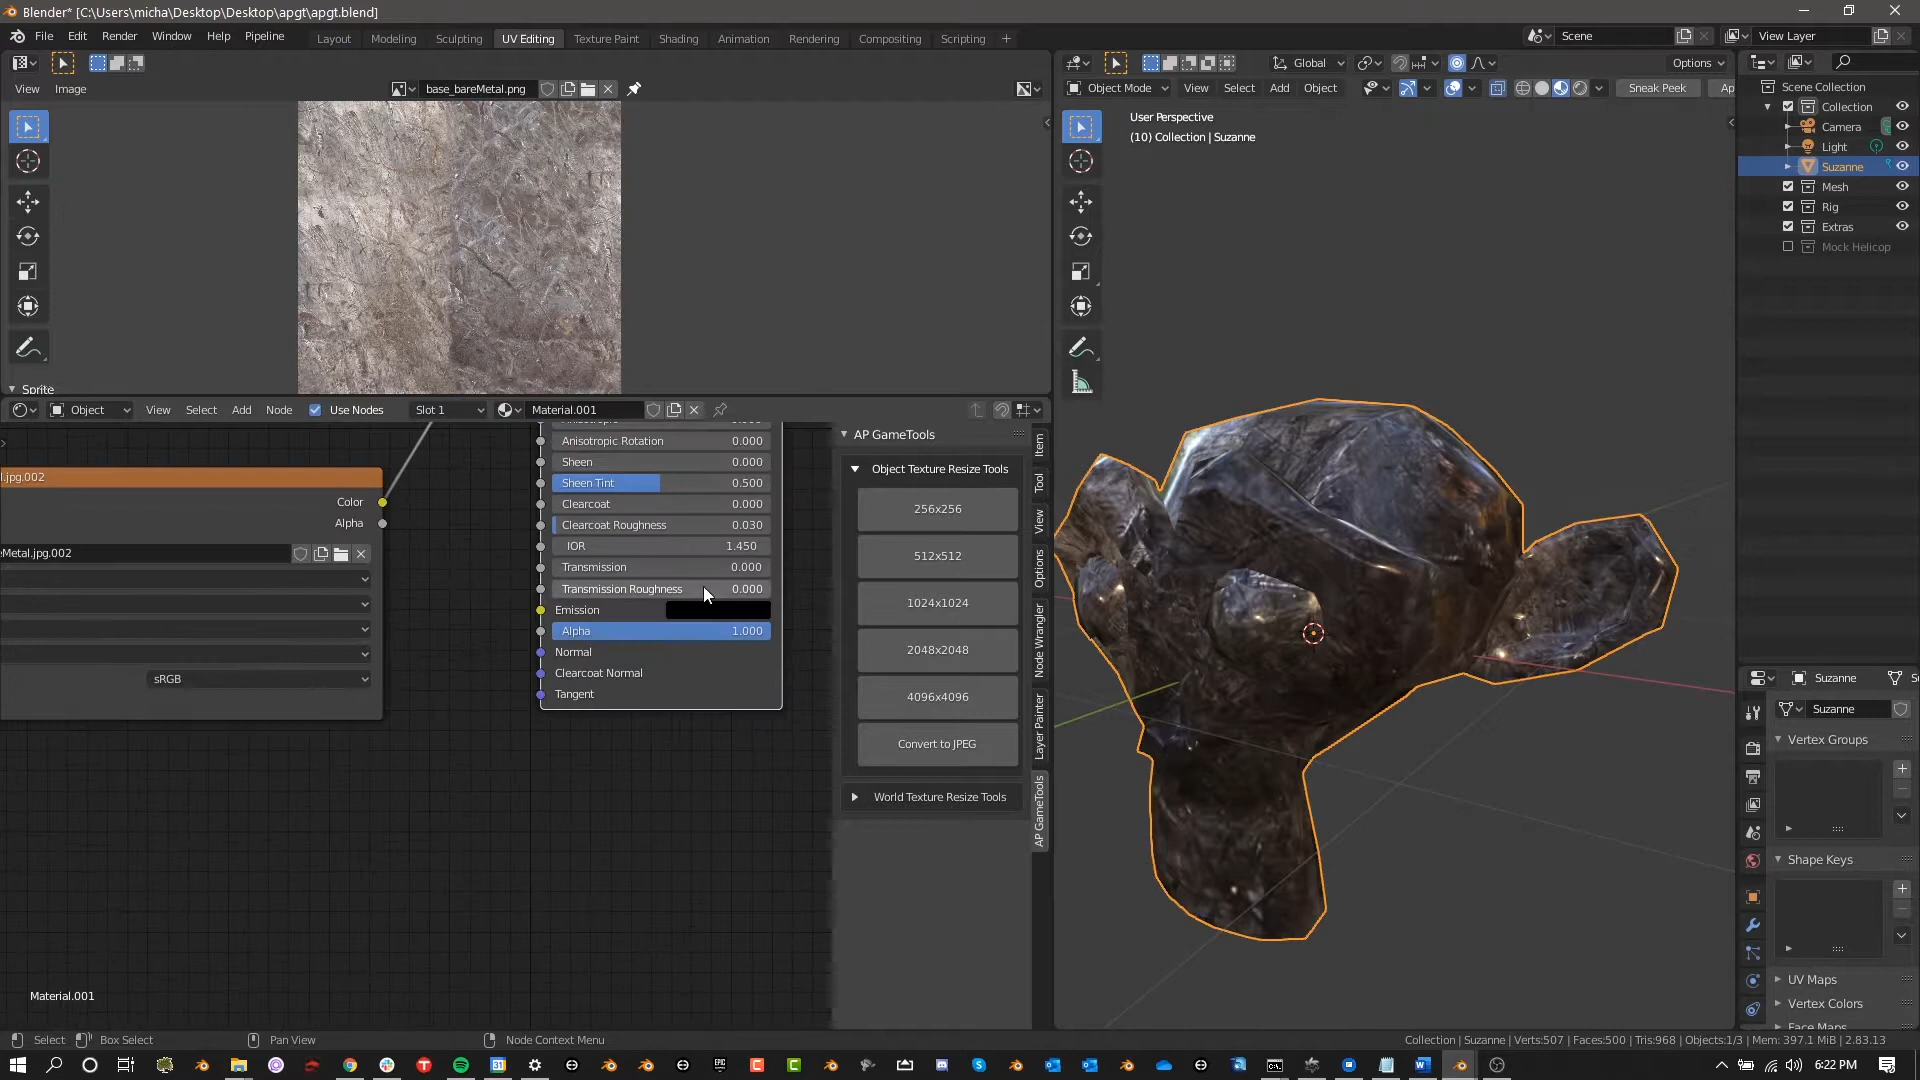 Blender* [C:\Users\micha\Desktop\Desktop\apgt\apgt.blend]
File Edit Render Window Help Pipeline
Layout Modeling Sculpting UV Editing Texture Paint Shading Animation Rendering Compositing Scripting +
Scene
View Layer
View Image
base_bareMetal.png
Sprite
Global
Options
Object Mode View Select Add Object
Sneak Peek
Ap
User Perspective
(10) Collection | Suzanne
Scene Collection
Collection
Camera
Light
Suzanne
Mesh
Rig
Extras
Mock Helicop
Object View Select Add Node Use Nodes Slot 1 Material.001
l.jpg.002
Color
Alpha
Metal.jpg.002
sRGB
Anisotropic Rotation 0.000
Sheen 0.000
Sheen Tint 0.500
Clearcoat 0.000
Clearcoat Roughness 0.030
IOR 1.450
Transmission 0.000
Transmission Roughness 0.000
Emission
Alpha 1.000
Normal
Clearcoat Normal
Tangent
AP GameTools
Object Texture Resize Tools
256x256
512x512
1024x1024
2048x2048
4096x4096
Convert to JPEG
World Texture Resize Tools
Item
Tool
View
Options
Node Wrangler
Layer Painter
AP GameTools
Material.001
Suzanne
Suzanne
Vertex Groups
Shape Keys
UV Maps
Vertex Colors
Select Box Select Pan View Node Context Menu
Collection | Suzanne | Verts:507 | Faces:500 | Tris:968 | Objects:1/3 | Mem: 397.1 MiB | 2.83.13
6:22 PM